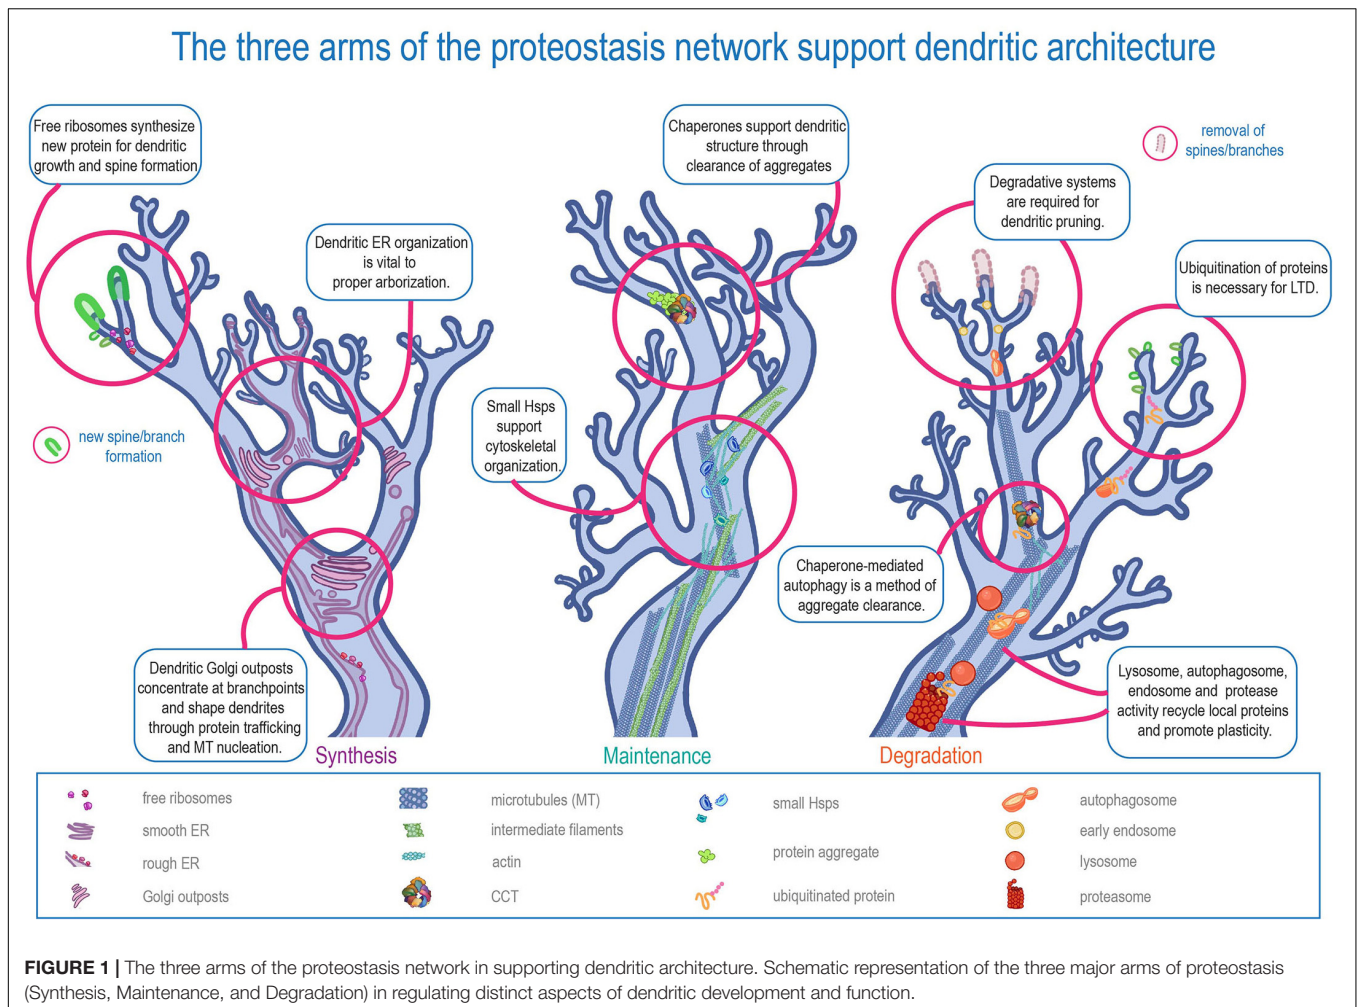 The three arms of the proteostasis network support dendritic architecture
Free ribosomes synthesize
new protein for dendritic
growth and spine formation
Dendritic ER organization
is vital to
proper arborization.
new spine/branch
formation
Dendritic Golgi outposts
concentrate at branchpoints
and shape dendrites
through protein trafficking
and MT nucleation.
Synthesis
Chaperones support dendritic
structure through
clearance of aggregates
Small Hsps
support
cytoskeletal
organization.
Maintenance
removal of
spines/branches
Degradative systems
are required for
dendritic pruning.
Ubiquitination of proteins
is necessary for LTD.
Chaperone-mediated
autophagy is a method of
aggregate clearance.
Lysosome, autophagosome,
endosome and protease
activity recycle local proteins
and promote plasticity.
Degradation
free ribosomes
smooth ER
rough ER
Golgi outposts
microtubules (MT)
intermediate filaments
actin
CCT
small Hsps
protein aggregate
ubiquitinated protein
autophagosome
early endosome
lysosome
proteasome
FIGURE 1 | The three arms of the proteostasis network in supporting dendritic architecture. Schematic representation of the three major arms of proteostasis
(Synthesis, Maintenance, and Degradation) in regulating distinct aspects of dendritic development and function.